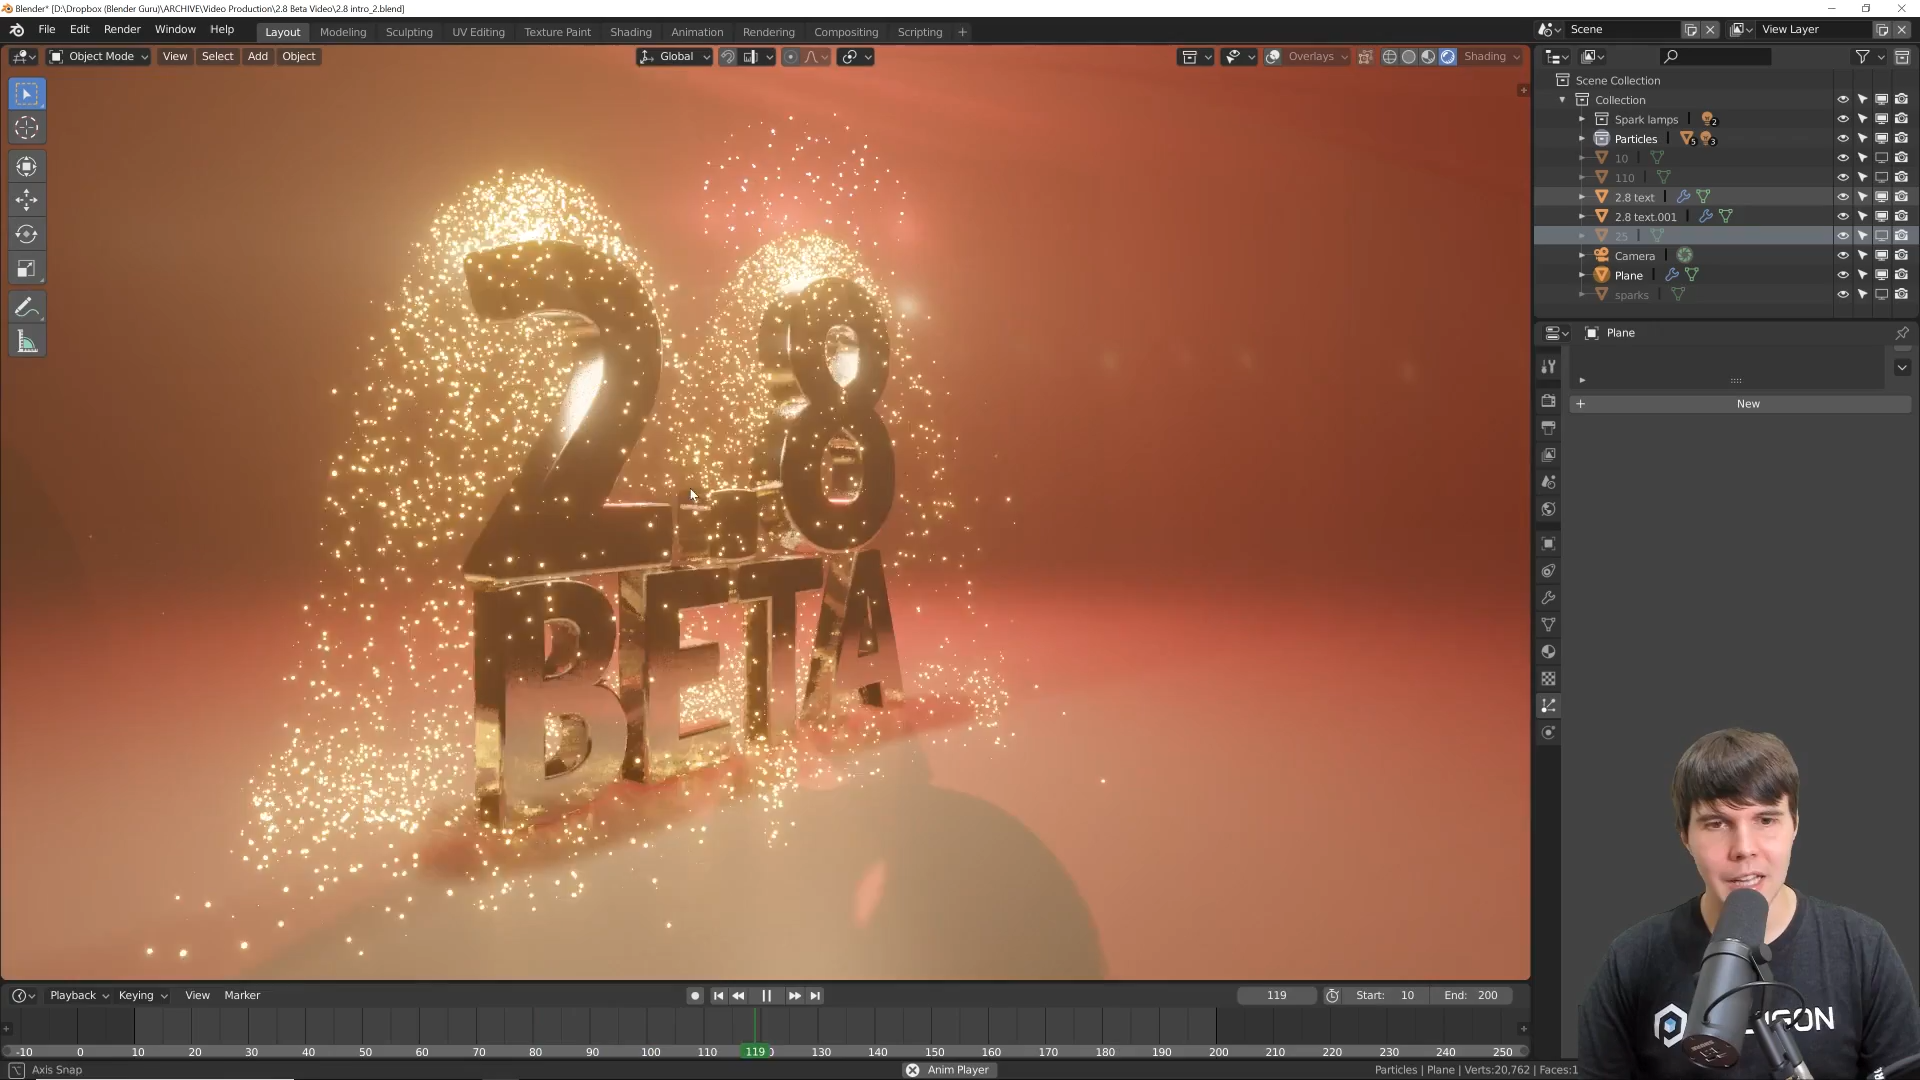 Blender* [D:\Dropbox (Blender Guru)\ARCHIVE\Video Production\2.8 Beta Video\2.8 intro_2.blend]
File Edit Render Window Help Layout Modeling Sculpting UV Editing Texture Paint Shading Animation Rendering Compositing Scripting + Scene View Layer
Object Mode View Select Add Object Global Overlays Shading
Scene Collection
Collection
Spark lamps 2
Particles 5 3
10
110
2.8 text
2.8 text.001
25
Camera
Plane
sparks
Plane
+ New
2.8
BETA
Playback Keying View Marker 119 Start: 10 End: 200
-10 0 10 20 30 40 50 60 70 80 90 100 110 119 130 140 150 160 170 180 190 200 210 220 230 240 250
Axis Snap Anim Player Particles | Plane | Verts:20,762 | Faces:1